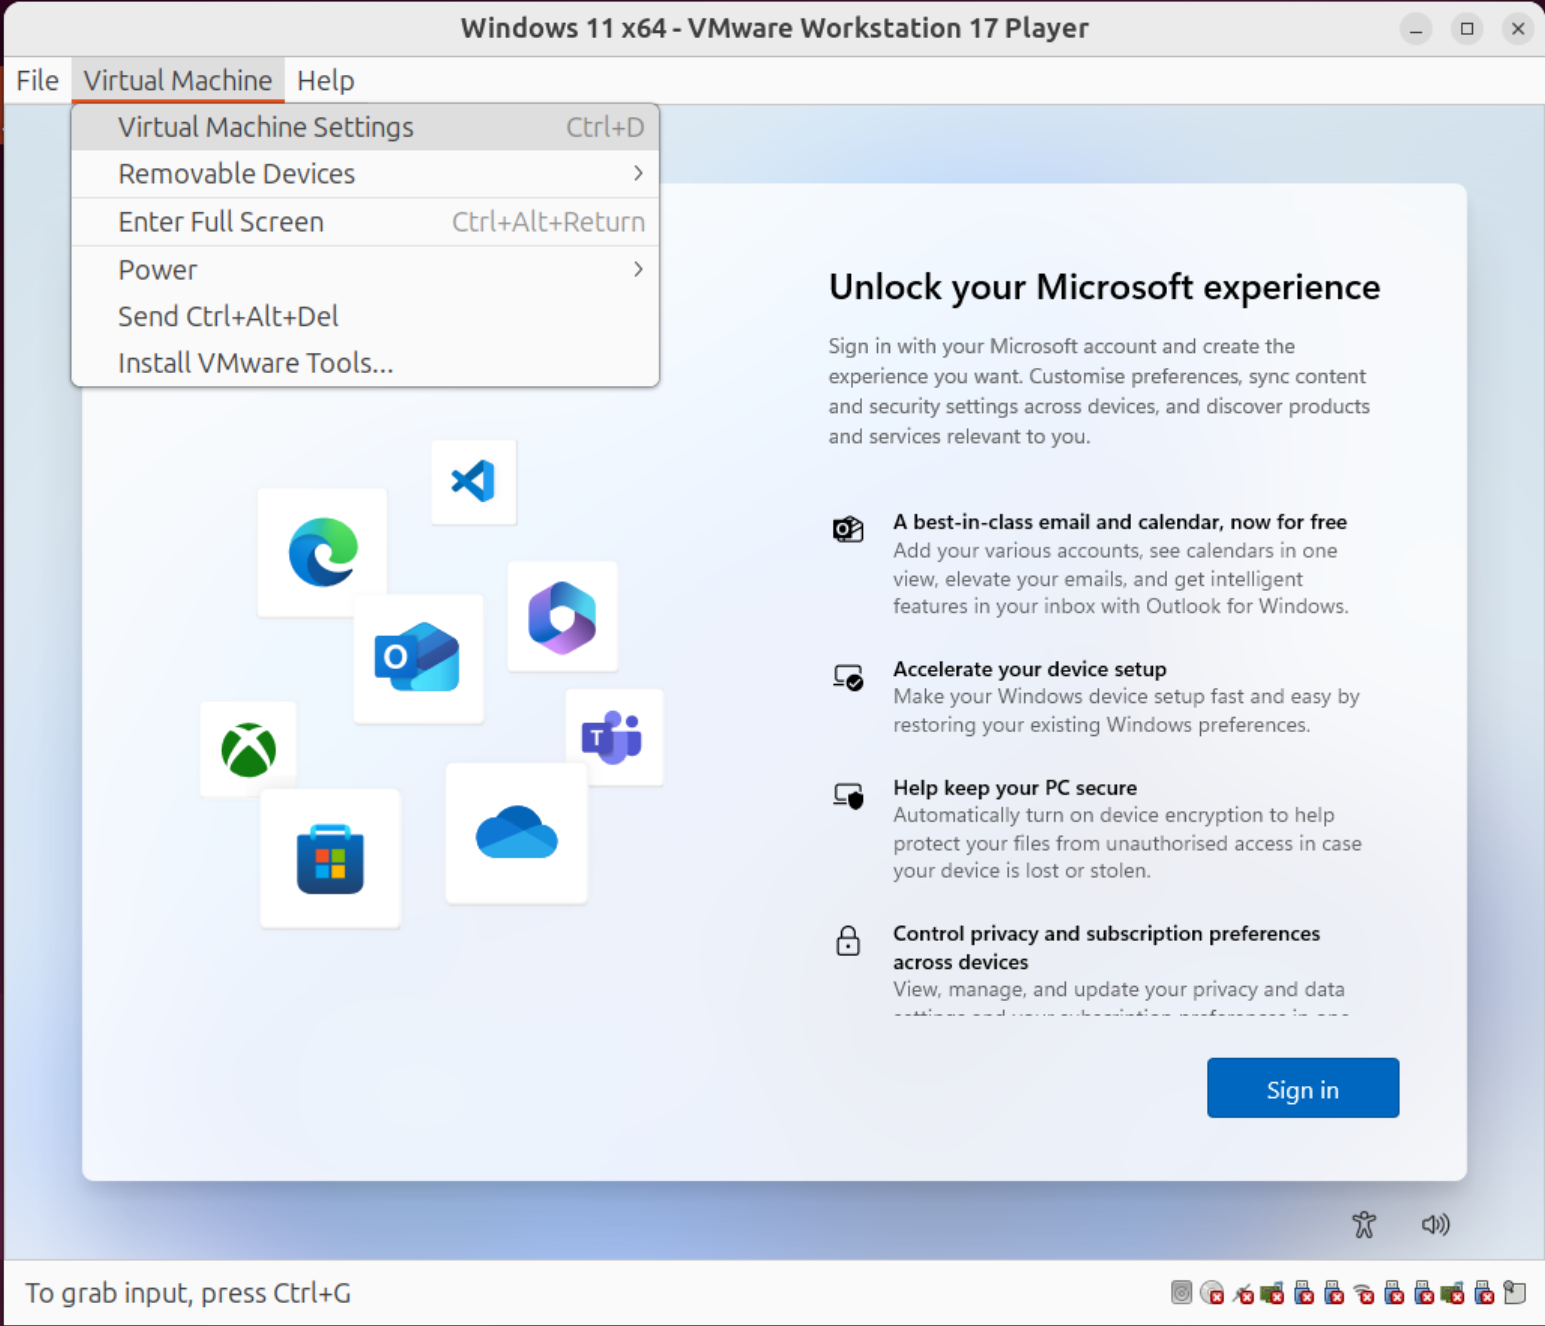 Windows 11 x64 - VMware Workstation 17 Player
File Virtual Machine Help
Virtual Machine Settings Ctrl+D
Removable Devices
Enter Full Screen Ctrl+Alt+Return
Power
Send Ctrl+Alt+Del
Install VMware Tools...
Unlock your Microsoft experience
Sign in with your Microsoft account and create the
experience you want. Customise preferences, sync content
and security settings across devices, and discover products
and services relevant to you.
A best-in-class email and calendar, now for free
Add your various accounts, see calendars in one
view, elevate your emails, and get intelligent
features in your inbox with Outlook for Windows.
Accelerate your device setup
Make your Windows device setup fast and easy by
restoring your existing Windows preferences.
Help keep your PC secure
Automatically turn on device encryption to help
protect your files from unauthorised access in case
your device is lost or stolen.
Control privacy and subscription preferences
across devices
View, manage, and update your privacy and data
settings and your subscription preferences in one
Sign in
To grab input, press Ctrl+G